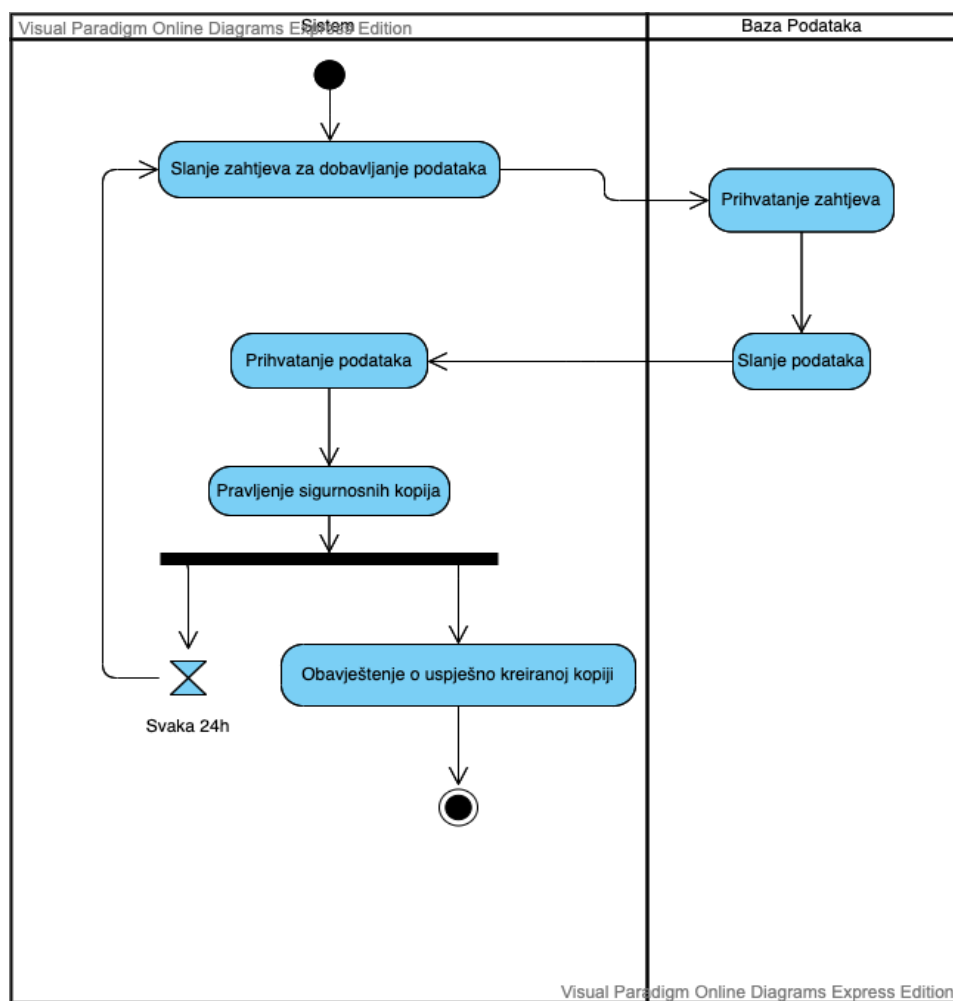 Visual Paradigm Online Diagrams Express Edition
Sistem
Baza Podataka
Slanje zahtjeva za dobavljanje podataka
Prihvatanje zahtjeva
Prihvatanje podataka
Slanje podataka
Pravljenje sigurnosnih kopija
Obavještenje o uspješno kreiranoj kopiji
Svaka 24h
Visual Paradigm Online Diagrams Express Edition